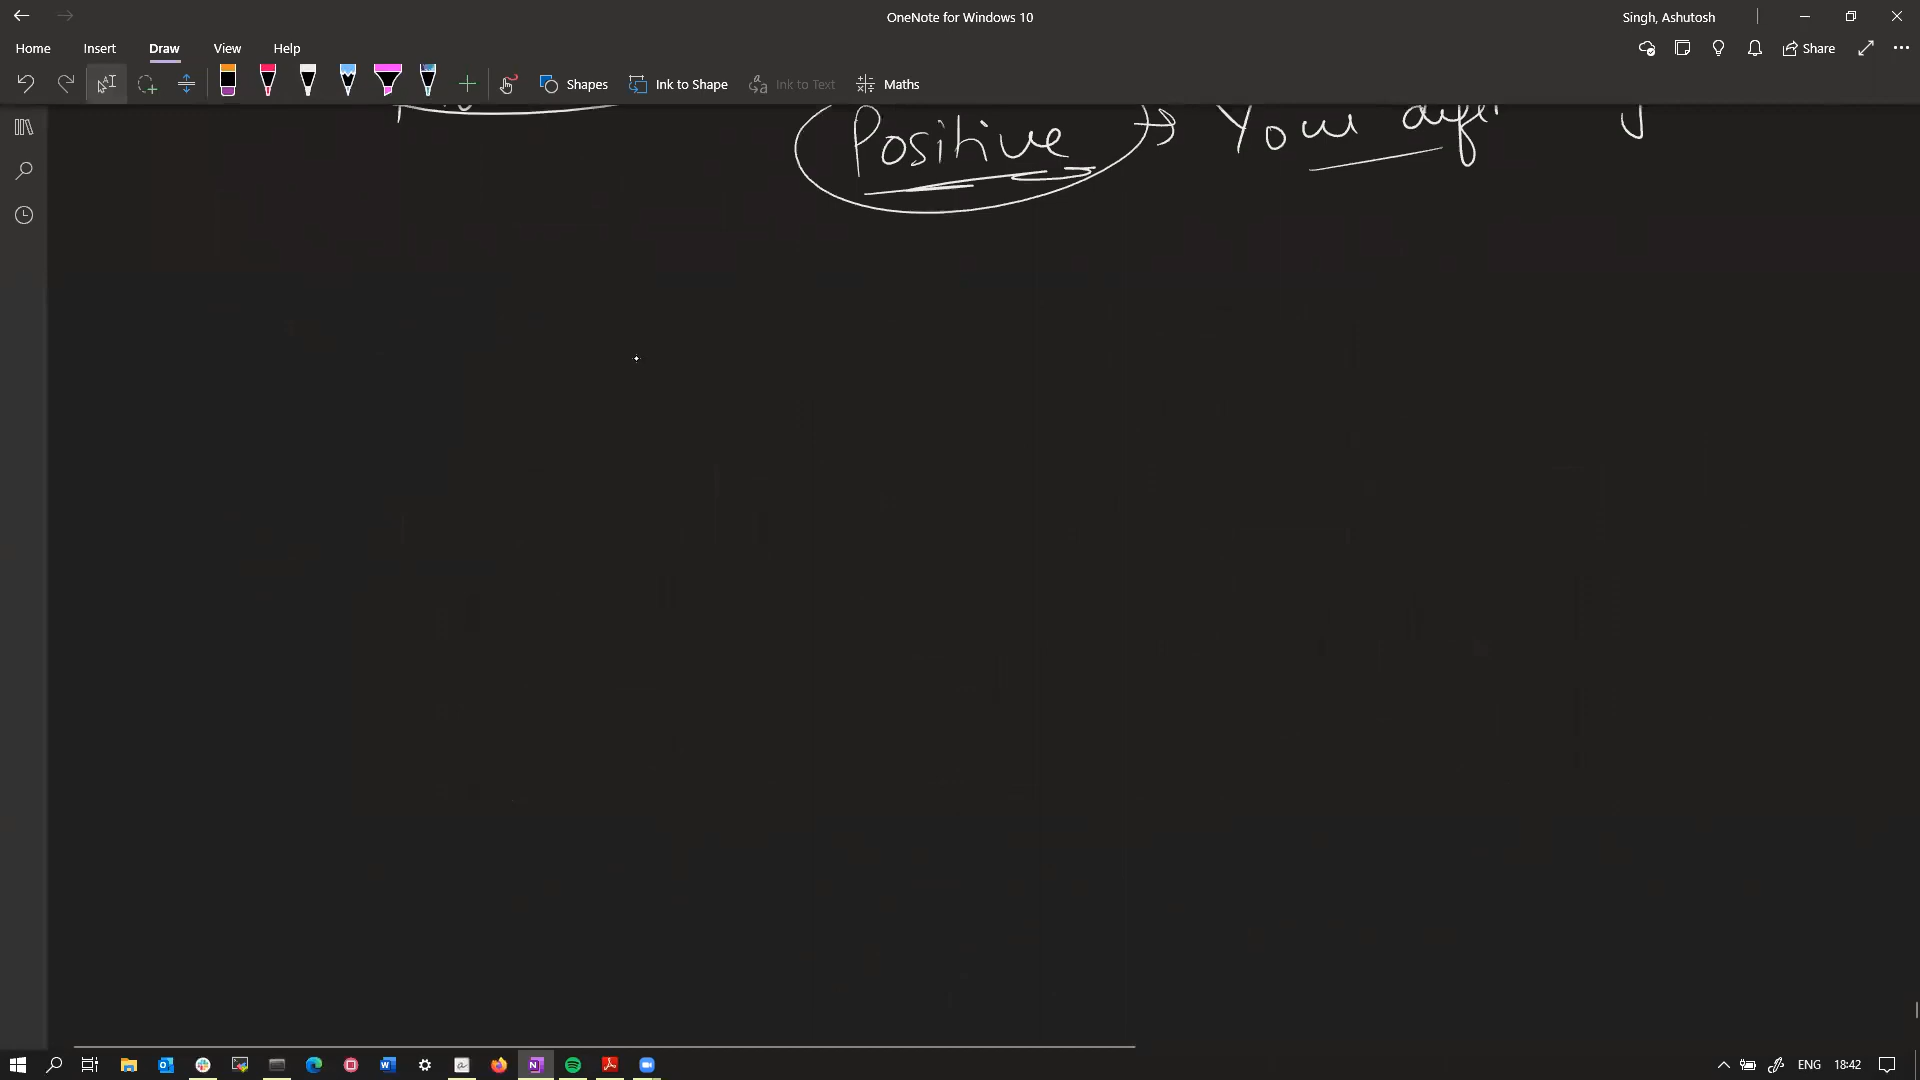 OneNote for Windows 10
Singh, Ashutosh
Home Insert Draw View Help
Share
Shapes Ink to Shape Ink to Text Maths
Positive → Your
ENG 18:42